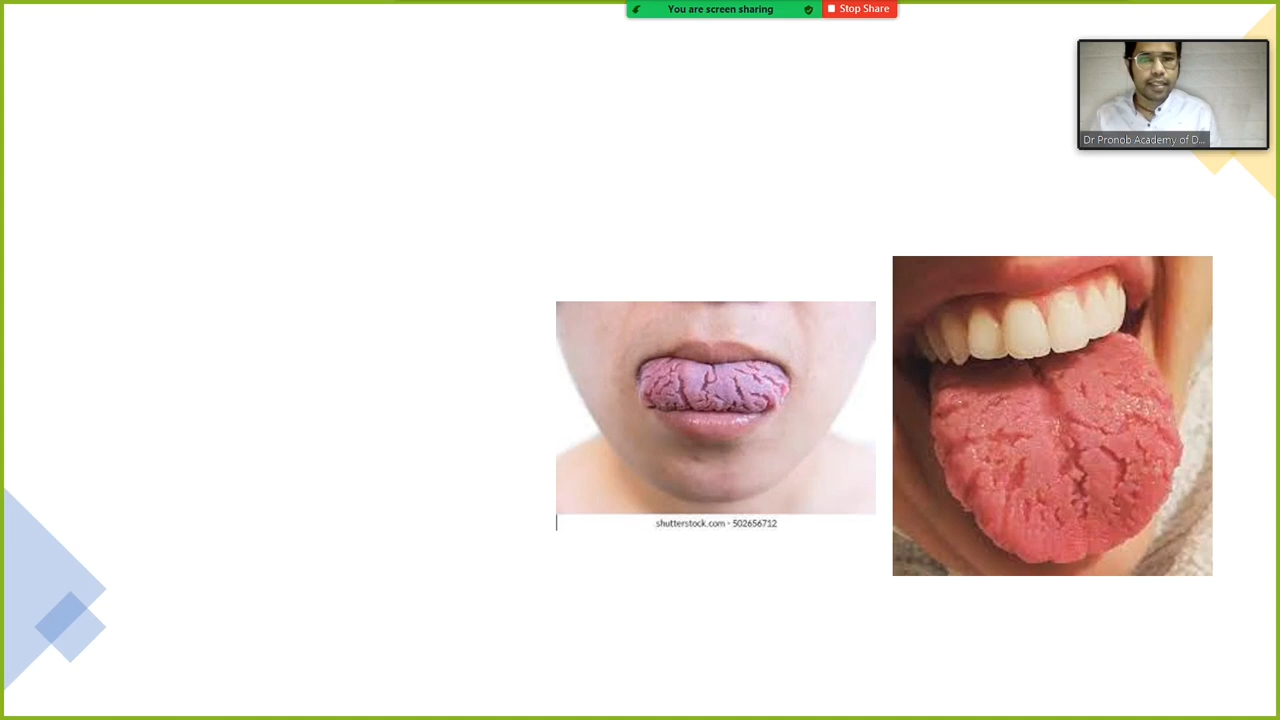 You are screen sharing
Stop Share
Dr Pronob Academy of D...
shutterstock.com · 502656712